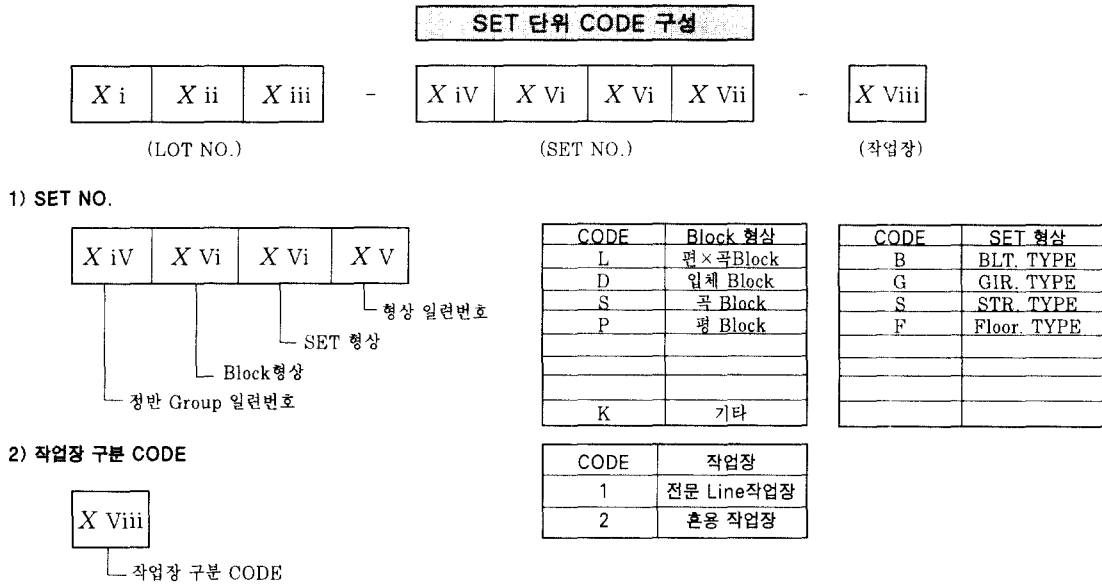 SET 단위 CODE 구성
X i X ii X iii - X iV X Vi X Vi X Vii - X Viii
(LOT NO.) (SET NO.) (작업장)
1) SET NO.
X iV X Vi X Vi X V
형상 일련번호
SET 형상
Block형상
정반 Group 일련번호
CODE Block 형상
L 편×곡Block
D 입체 Block
S 곡 Block
P 평 Block
K 기타
CODE SET 형상
B BLT. TYPE
G GIR. TYPE
S STR. TYPE
F Floor. TYPE
2) 작업장 구분 CODE
X Viii
작업장 구분 CODE
CODE 작업장
1 전문 Line작업장
2 혼용 작업장